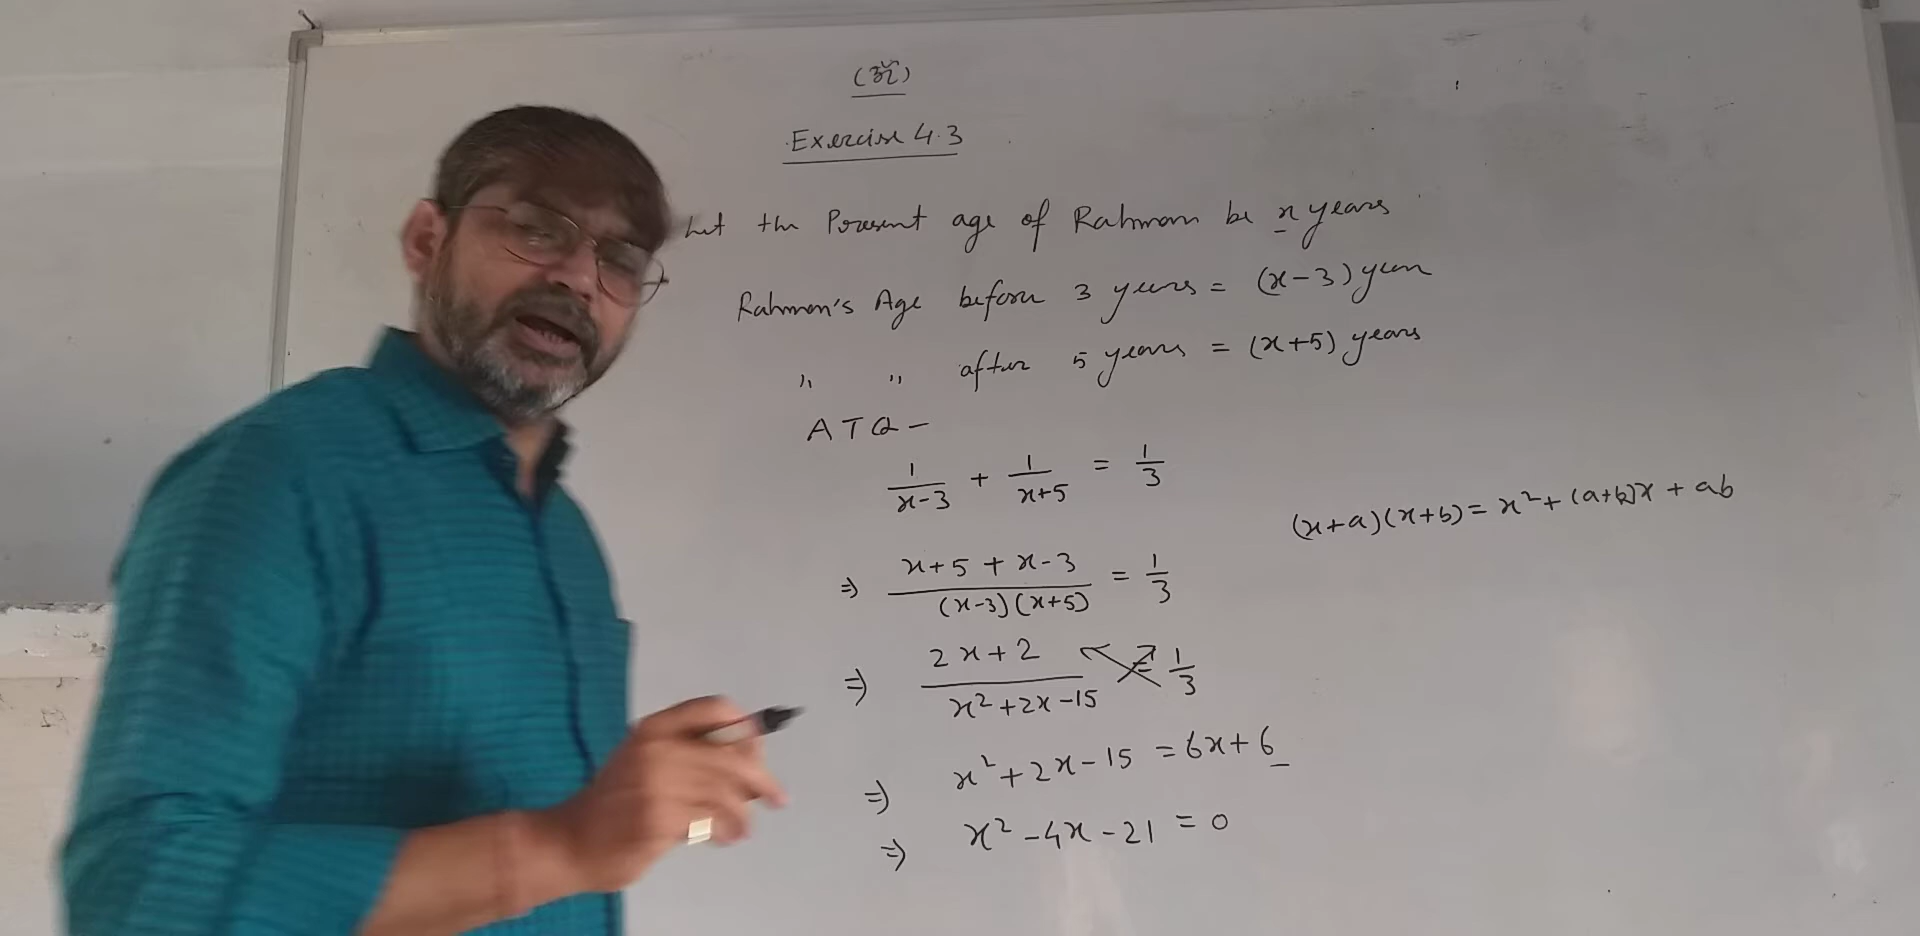 (ॐ)
Exercise 4.3
Let the Present age of Rahman be x years
Rahman's Age before 3 years = (x-3) year
" " after 5 years = (x+5) years
ATQ-
1/(x-3) + 1/(x+5) = 1/3
(x+a)(x+b) = x² + (a+b)x + ab
⇒ (x+5+x-3)/((x-3)(x+5)) = 1/3
⇒ (2x+2)/(x²+2x-15) = 1/3
⇒ x²+2x-15 = 6x+6
⇒ x²-4x-21 = 0